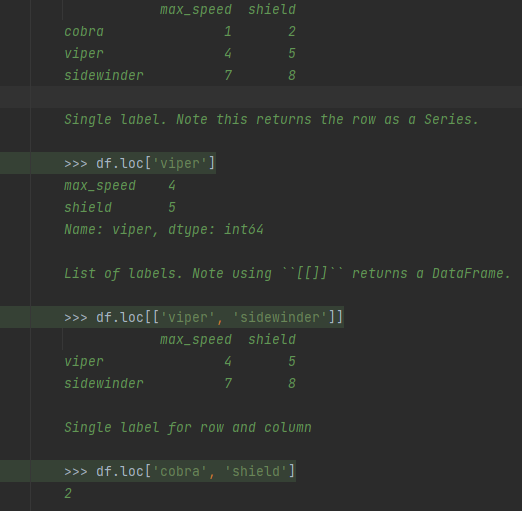 max_speed  shield
cobra               1       2
viper               4       5
sidewinder          7       8
Single label. Note this returns the row as a Series.
>>> df.loc['viper']
max_speed    4
shield       5
Name: viper, dtype: int64
List of labels. Note using ``[[]]`` returns a DataFrame.
>>> df.loc[['viper', 'sidewinder']]
            max_speed  shield
viper               4       5
sidewinder          7       8
Single label for row and column
>>> df.loc['cobra', 'shield']
2